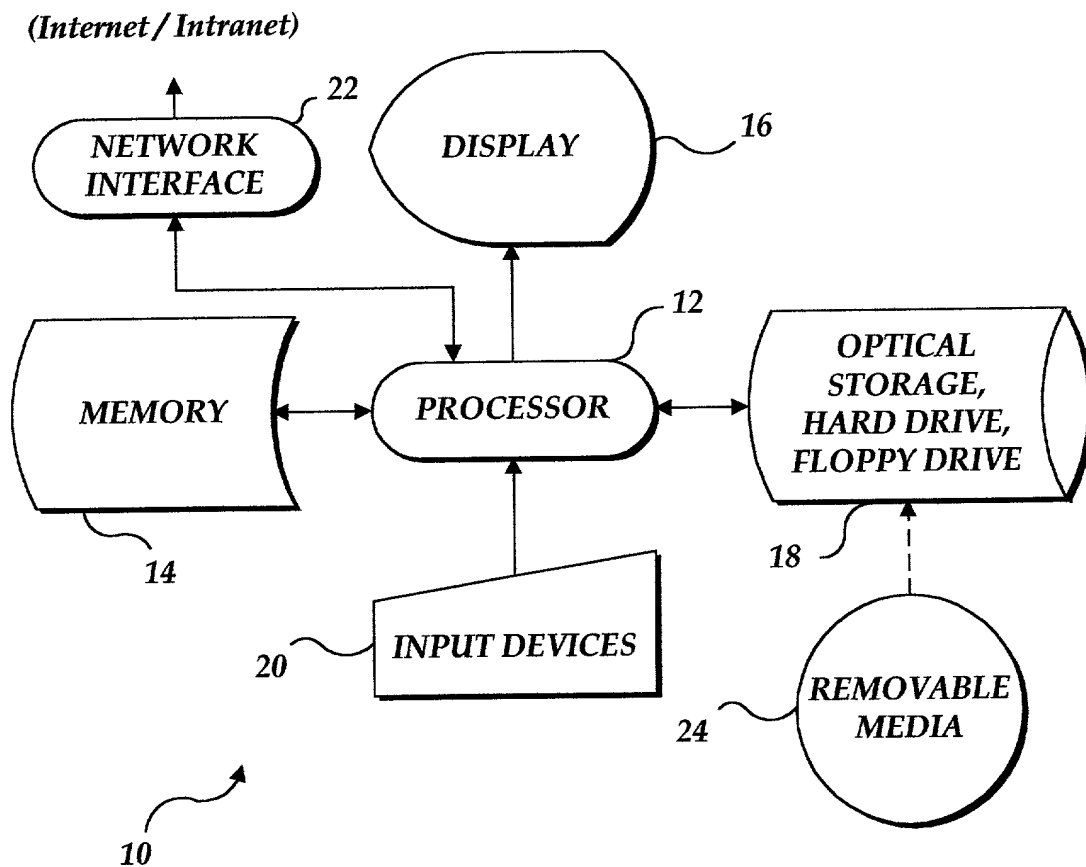 (Internet / Intranet)
22
NETWORK
INTERFACE
DISPLAY
16
12
MEMORY
PROCESSOR
OPTICAL
STORAGE,
HARD DRIVE,
FLOPPY DRIVE
14
18
20
INPUT DEVICES
REMOVABLE
MEDIA
24
10